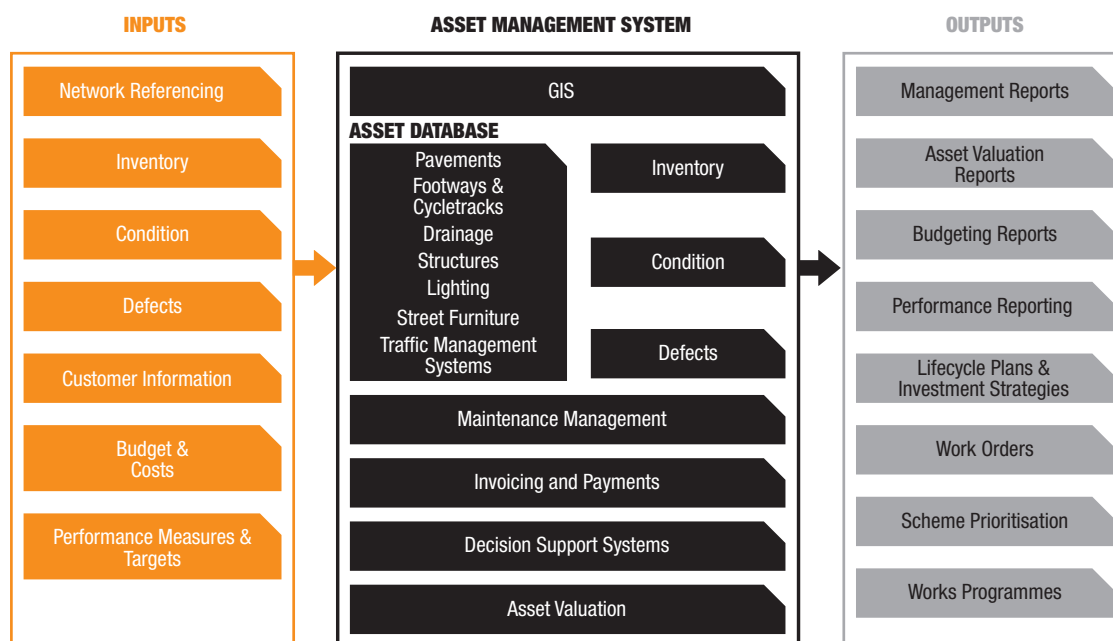 INPUTS
Network Referencing
Inventory
Condition
Defects
Customer Information
Budget &
Costs
Performance Measures &
Targets
ASSET MANAGEMENT SYSTEM
GIS
ASSET DATABASE
Pavements
Footways &
Cycletracks
Drainage
Structures
Lighting
Street Furniture
Traffic Management
Systems
Inventory
Condition
Defects
Maintenance Management
Invoicing and Payments
Decision Support Systems
Asset Valuation
OUTPUTS
Management Reports
Asset Valuation
Reports
Budgeting Reports
Performance Reporting
Lifecycle Plans &
Investment Strategies
Work Orders
Scheme Prioritisation
Works Programmes